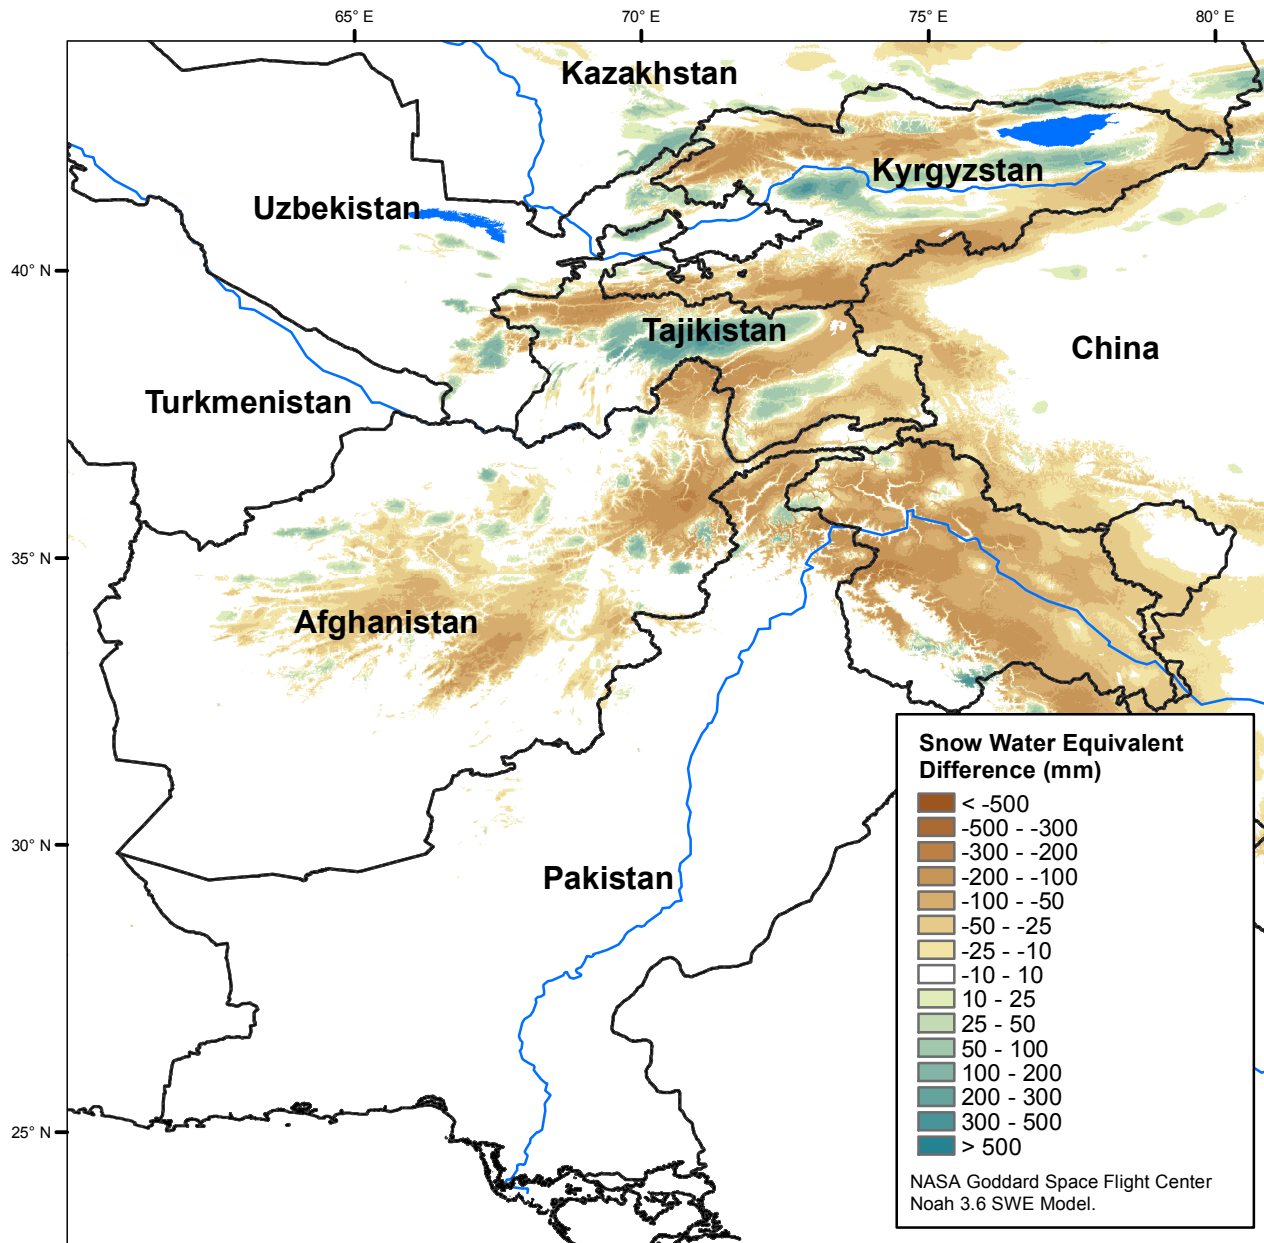 65° E
70° E
75° E
80° E
Kazakhstan
Kyrgyzstan
Uzbekistan
40° N
Tajikistan
China
Turkmenistan
35° N
Afghanistan
30° N
Pakistan
25° N
Snow Water Equivalent
Difference (mm)
< -500
-500 - -300
-300 - -200
-200 - -100
-100 - -50
-50 - -25
-25 - -10
-10 - 10
10 - 25
25 - 50
50 - 100
100 - 200
200 - 300
300 - 500
> 500
NASA Goddard Space Flight Center
Noah 3.6 SWE Model.